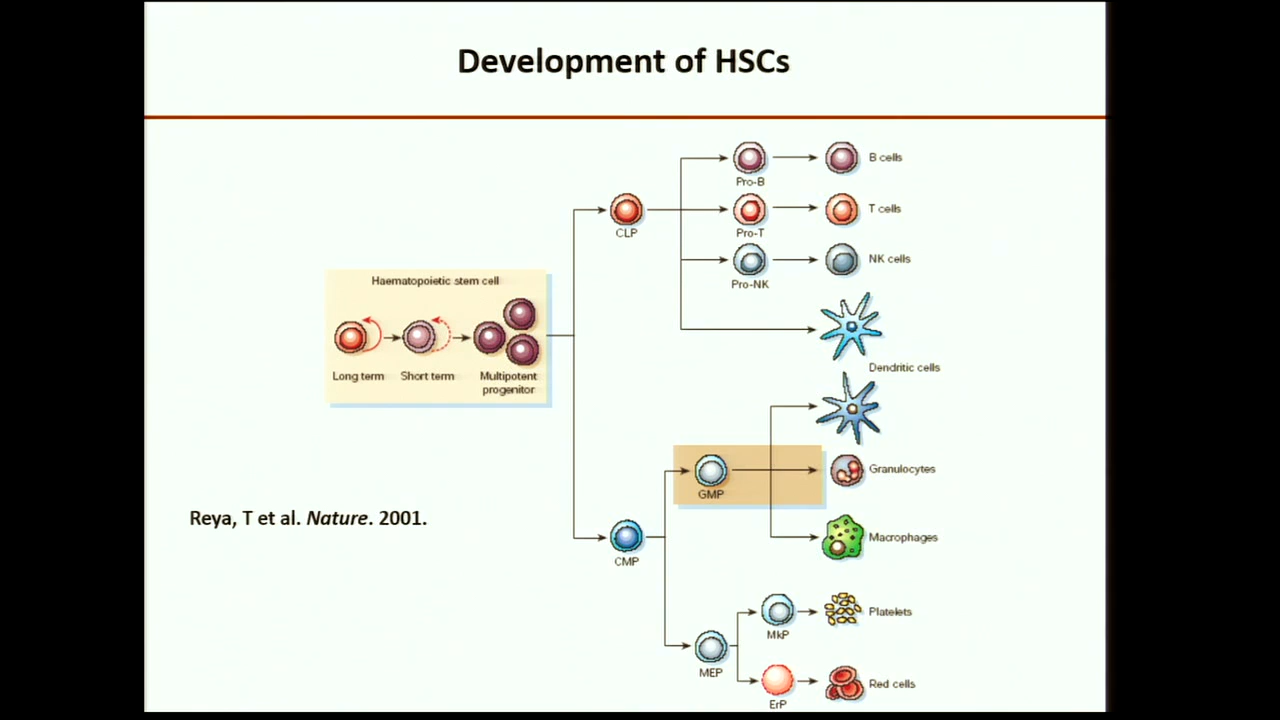 Development of HSCs
Haematopoietic stem cell
Long term
Short term
Multipotent
progenitor
CLP
Pro-B
B cells
Pro-T
T cells
Pro-NK
NK cells
Dendritic cells
GMP
Granulocytes
CMP
Macrophages
MEP
MkP
Platelets
ErP
Red cells
Reya, T et al. Nature. 2001.